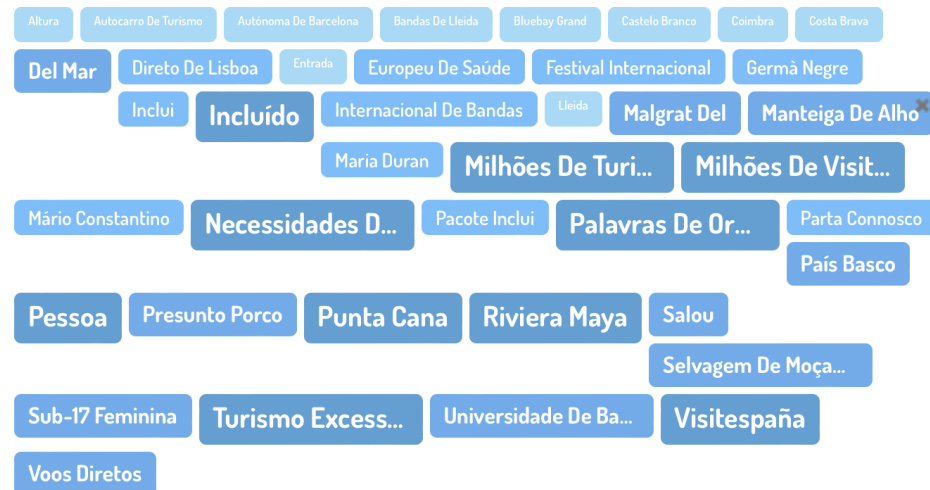 Altura Autocarro De Turismo Autónoma De Barcelona Bandas De Lleida Bluebay Grand Castelo Branco Coimbra Costa Brava
Del Mar Direto De Lisboa Entrada Europeu De Saúde Festival Internacional Germà Negre
Inclui Incluído Internacional De Bandas Lleida Malgrat Del Manteiga De Alho
Maria Duran Milhões De Turi... Milhões De Visit...
Mário Constantino Necessidades D... Pacote Inclui Palavras De Or... Parta Connosco
País Basco
Pessoa Presunto Porco Punta Cana Riviera Maya Salou
Selvagem De Moça...
Sub-17 Feminina Turismo Excess... Universidade De Ba... Visitespaña
Voos Diretos